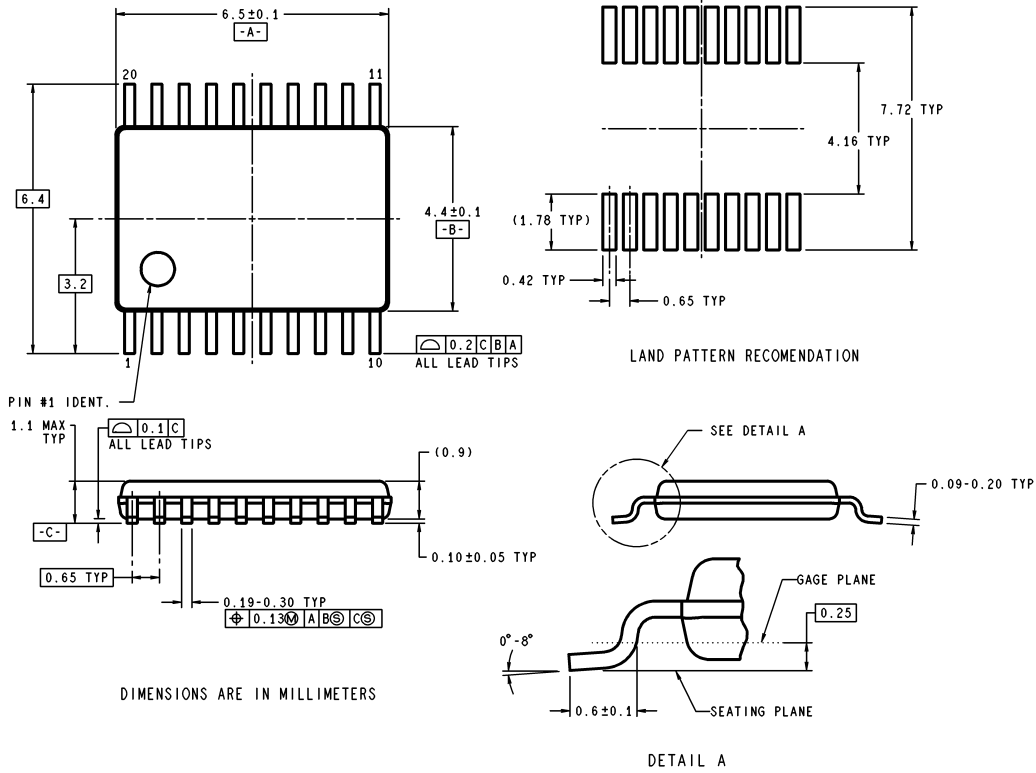 6.5±0.1
-A-
20
11
6.4
3.2
4.4±0.1
-B-
1
10
⌓ 0.2 C B A
ALL LEAD TIPS
PIN #1 IDENT.
7.72 TYP
4.16 TYP
(1.78 TYP)
0.42 TYP
0.65 TYP
LAND PATTERN RECOMENDATION
1.1 MAX
TYP
⌓ 0.1 C
ALL LEAD TIPS
(0.9)
-C-
0.10±0.05 TYP
0.65 TYP
0.19-0.30 TYP
⌖ 0.13Ⓜ A BⓈ CⓈ
DIMENSIONS ARE IN MILLIMETERS
SEE DETAIL A
0.09-0.20 TYP
GAGE PLANE
0.25
0°-8°
0.6±0.1
SEATING PLANE
DETAIL A